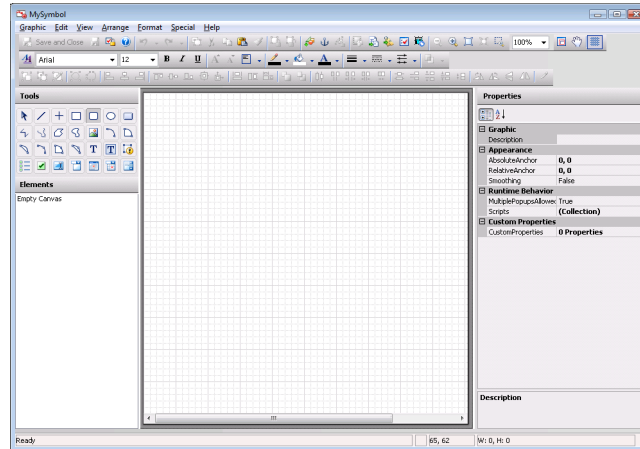 MySymbol
Graphic Edit View Arrange Format Special Help
Save and Close 100%
Arial 12 B I U A
Tools
T T
Elements
Empty Canvas
Properties
Graphic
Description
Appearance
AbsoluteAnchor 0, 0
RelativeAnchor 0, 0
Smoothing False
Runtime Behavior
MultiplePopupsAllowed True
Scripts (Collection)
Custom Properties
CustomProperties 0 Properties
Description
Ready 65, 62 W: 0, H: 0